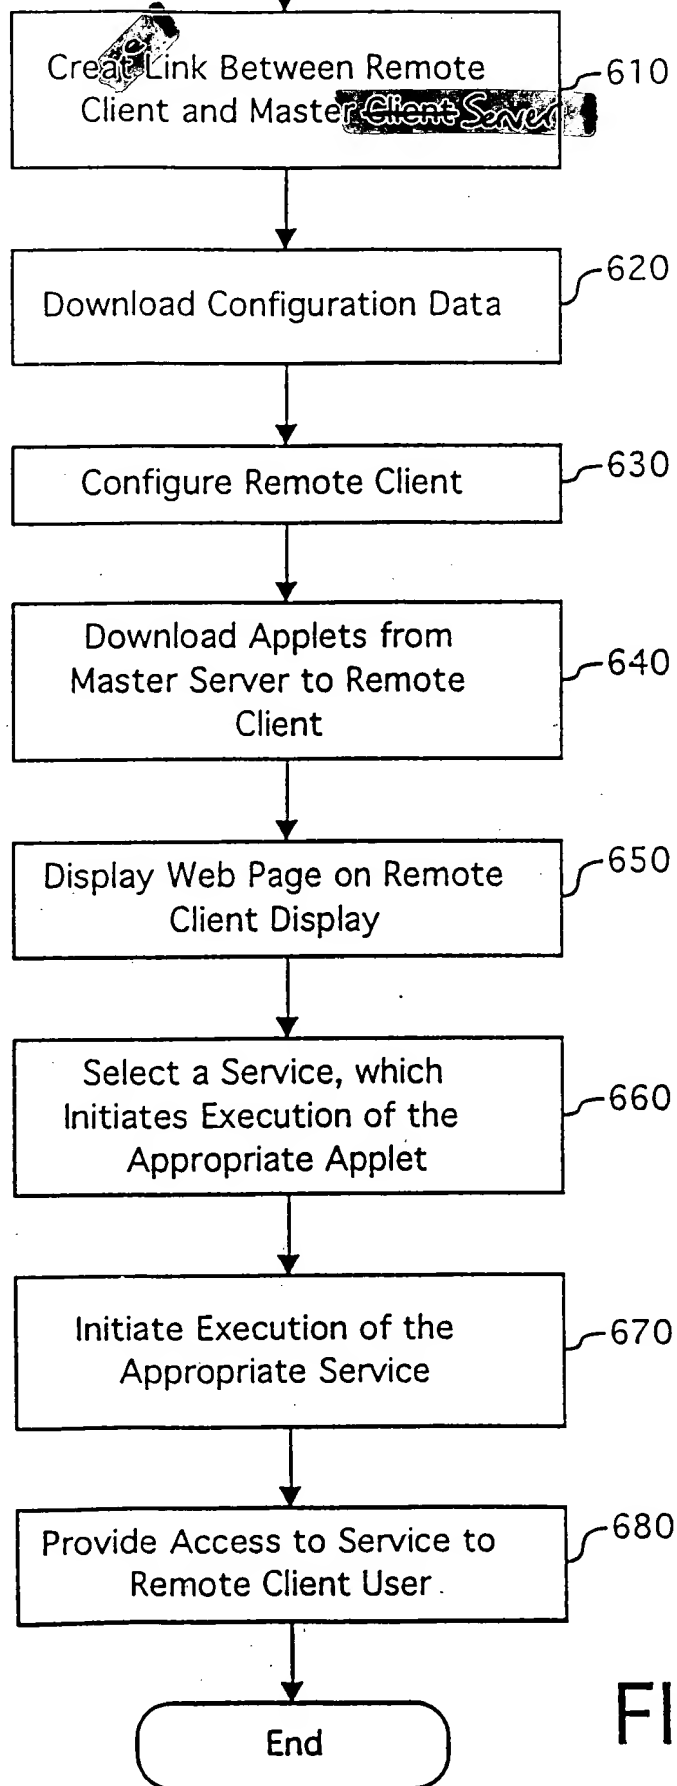 Create Link Between Remote
Client and Master Client Server
610
Download Configuration Data
620
Configure Remote Client
630
Download Applets from
Master Server to Remote
Client
640
Display Web Page on Remote
Client Display
650
Select a Service, which
Initiates Execution of the
Appropriate Applet
660
Initiate Execution of the
Appropriate Service
670
Provide Access to Service to
Remote Client User
680
End
FI